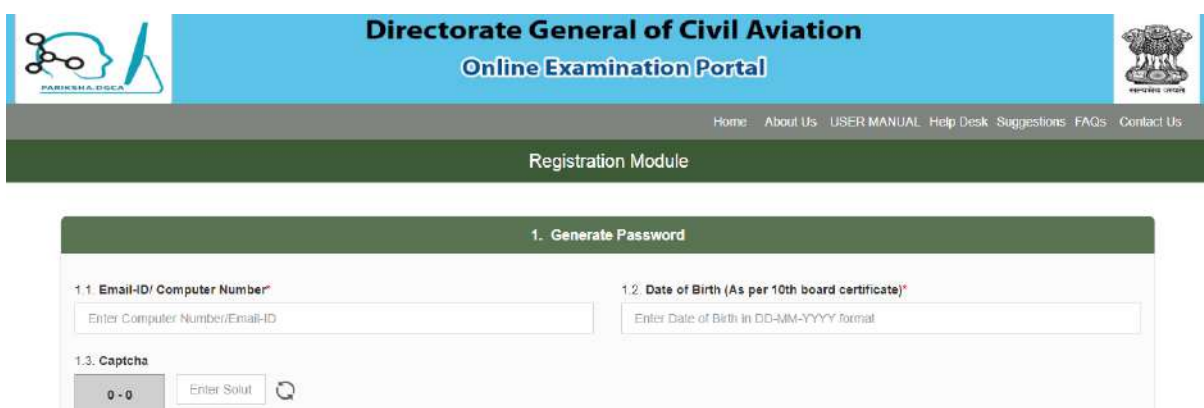 Directorate General of Civil Aviation
Online Examination Portal
PARIKSHA.DGCA
सत्यमेव जयते
Home About Us USER MANUAL Help Desk Suggestions FAQs Contact Us
Registration Module
1. Generate Password
1.1. Email-ID/ Computer Number*
1.2. Date of Birth (As per 10th board certificate)*
Enter Computer Number/Email-ID
Enter Date of Birth in DD-MM-YYYY format
1.3. Captcha
0 - 0
Enter Solut